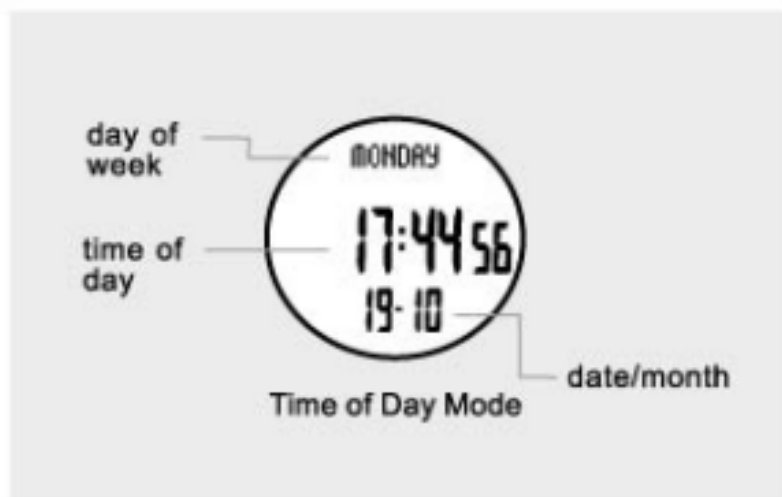 day of
week
MONDAY
time of
day
17:44 56
19-10
date/month
Time of Day Mode